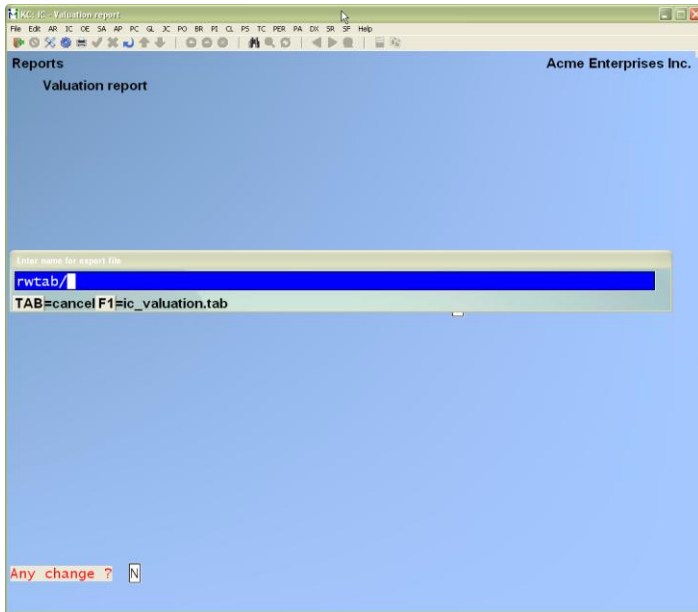 KC: IC - Valuation report
File Edit AR IC OE SA AP PC GL JC PO BR PI CL PS TC PER PA DX SR SF Help
Reports Acme Enterprises Inc.
Valuation report
Enter name for export file
rwtab/
TAB=cancel F1=ic_valuation.tab
Any change ? N